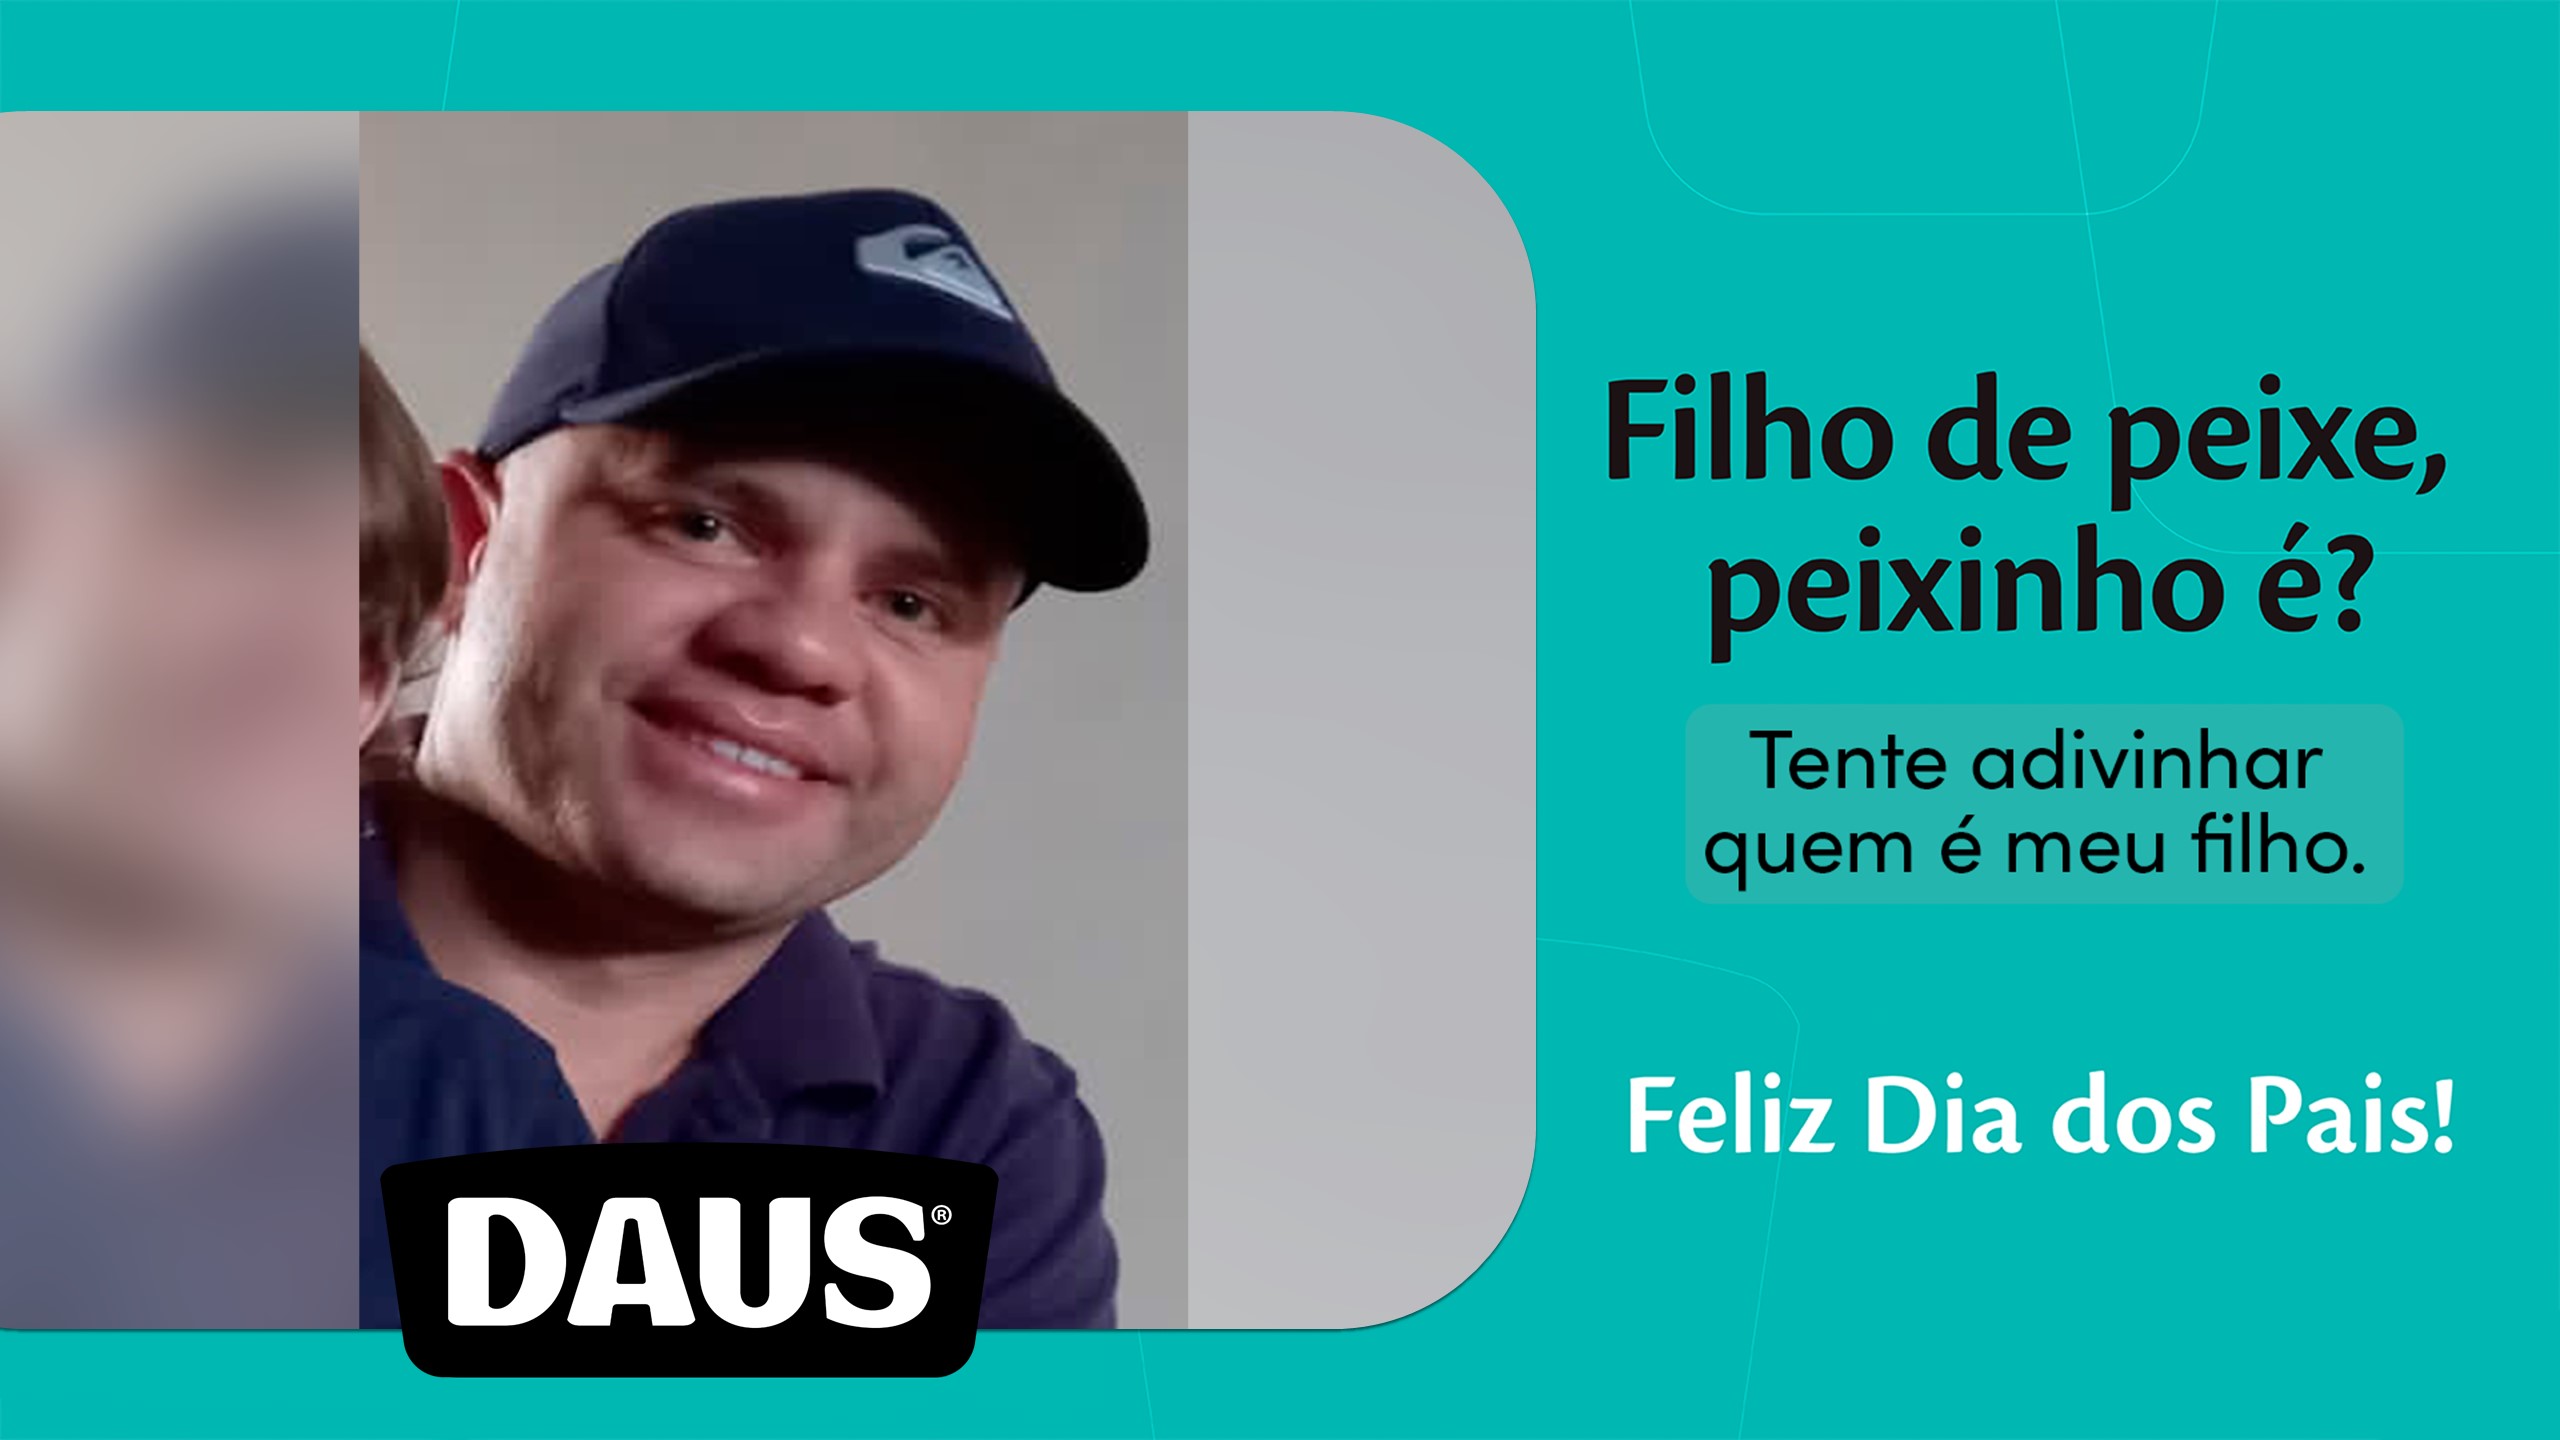 Filho de peixe,
peixinho é?
Tente adivinhar
quem é meu filho.
Feliz Dia dos Pais!
DAUS®